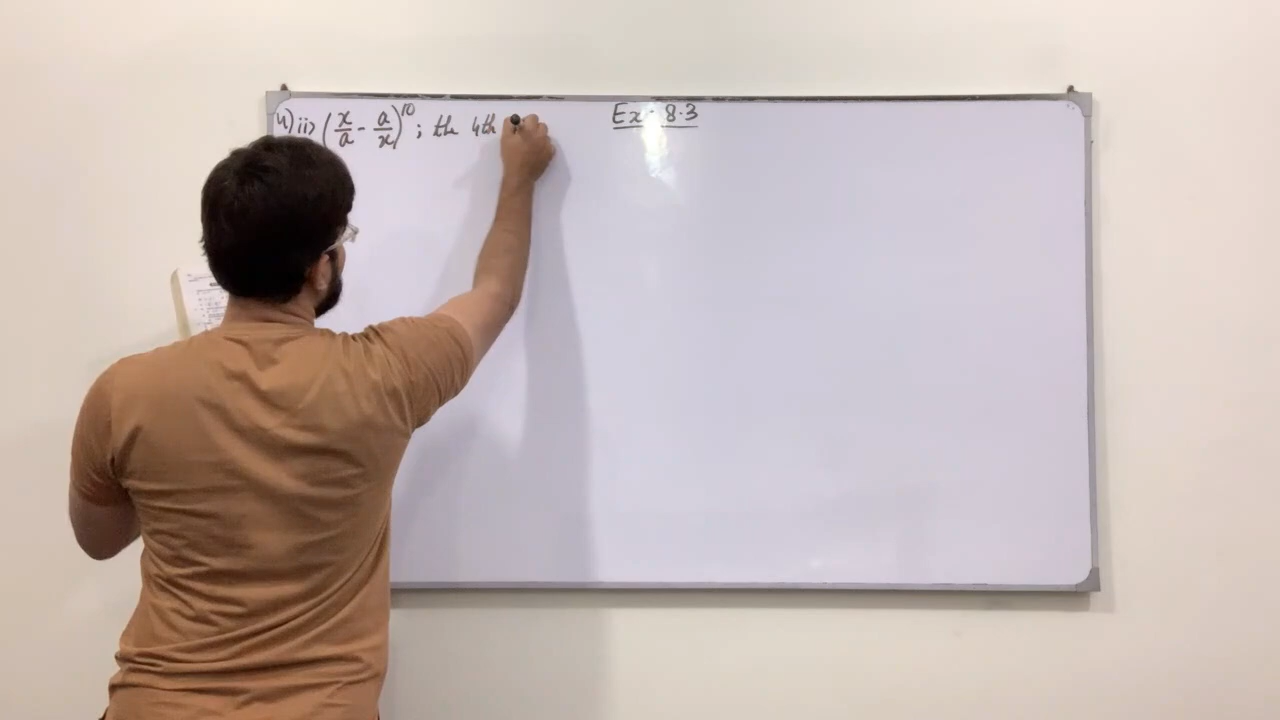 Ex: 8.3
4) ii) (x/a - a/x)^10 ; the 4th